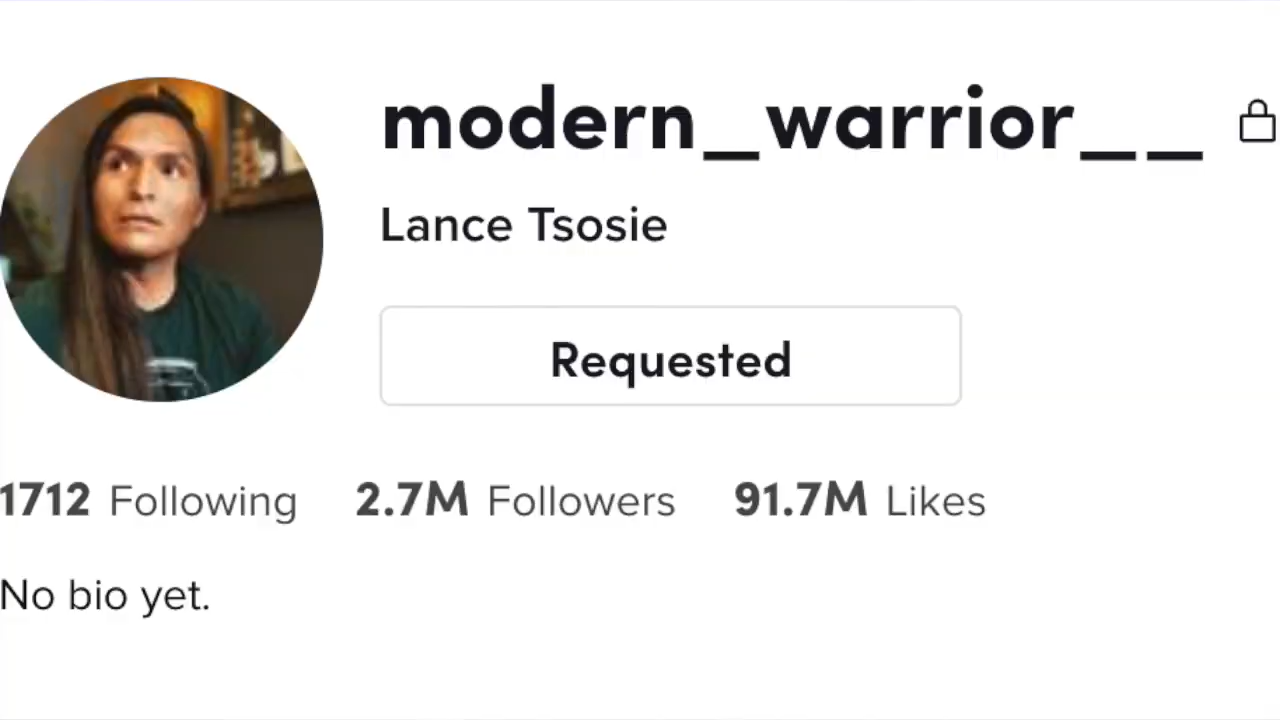 modern_warrior__
Lance Tsosie
Requested
1712 Following 2.7M Followers 91.7M Likes
No bio yet.